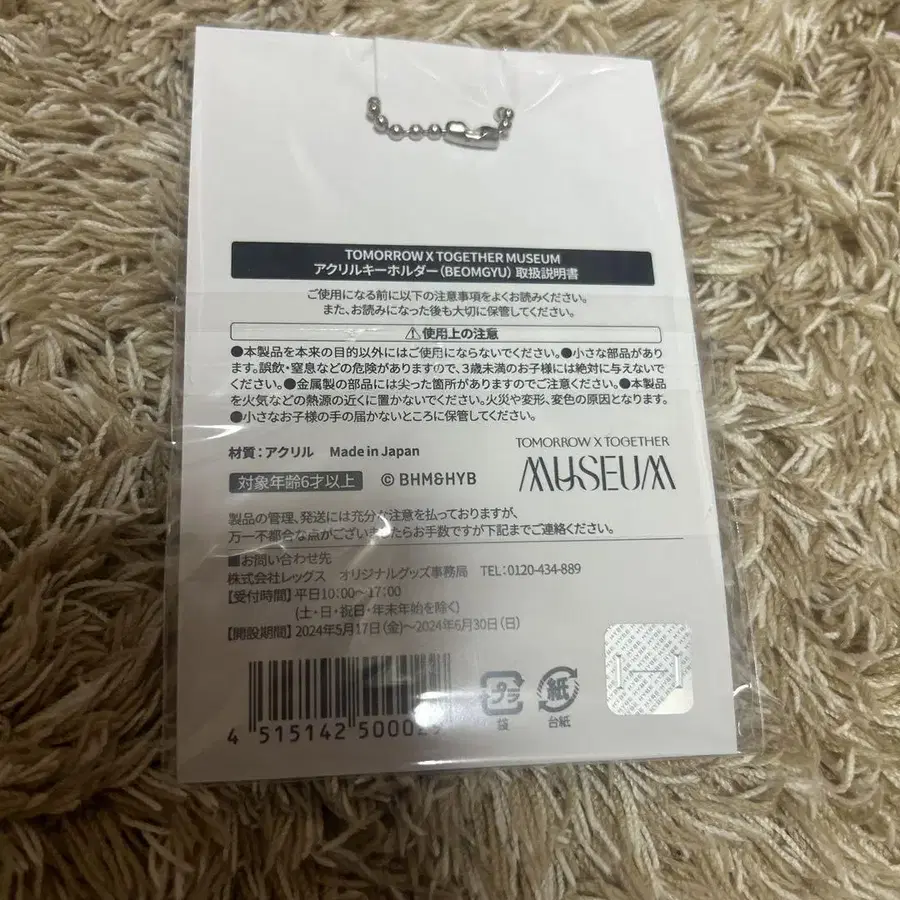 TOMORROW X TOGETHER MUSEUM
アクリルキーホルダー（BEOMGYU）取扱説明書
ご使用になる前に以下の注意事項をよくお読みください。
また、お読みになった後も大切に保管してください。
⚠使用上の注意
●本製品を本来の目的以外にはご使用にならないでください。●小さな部品があり
ます。誤飲・窒息などの危険がありますので、3歳未満のお子様には絶対に与えないで
ください。●金属製の部品には尖った箇所がありますのでご注意ください。●本製品
を火気などの熱源の近くに置かないでください。火災や変形、変色の原因となります。
●小さなお子様の手の届かないところに保管してください。
材質：アクリル Made in Japan
対象年齢6才以上 © BHM&HYB
TOMORROW X TOGETHER
MUSEUM
製品の管理、発送には充分な注意を払っておりますが、
万一不都合な点がございましたらお手数ですが下記までご連絡ください。
■お問い合わせ先
株式会社レッグス オリジナルグッズ事務局 TEL：0120-434-889
【受付時間】平日10：00〜17：00
(土・日・祝日・年末年始を除く)
【開設期間】2024年5月17日（金）〜2024年6月30日（日）
4 515142 50002
プラ
袋
紙
台紙
HYBE